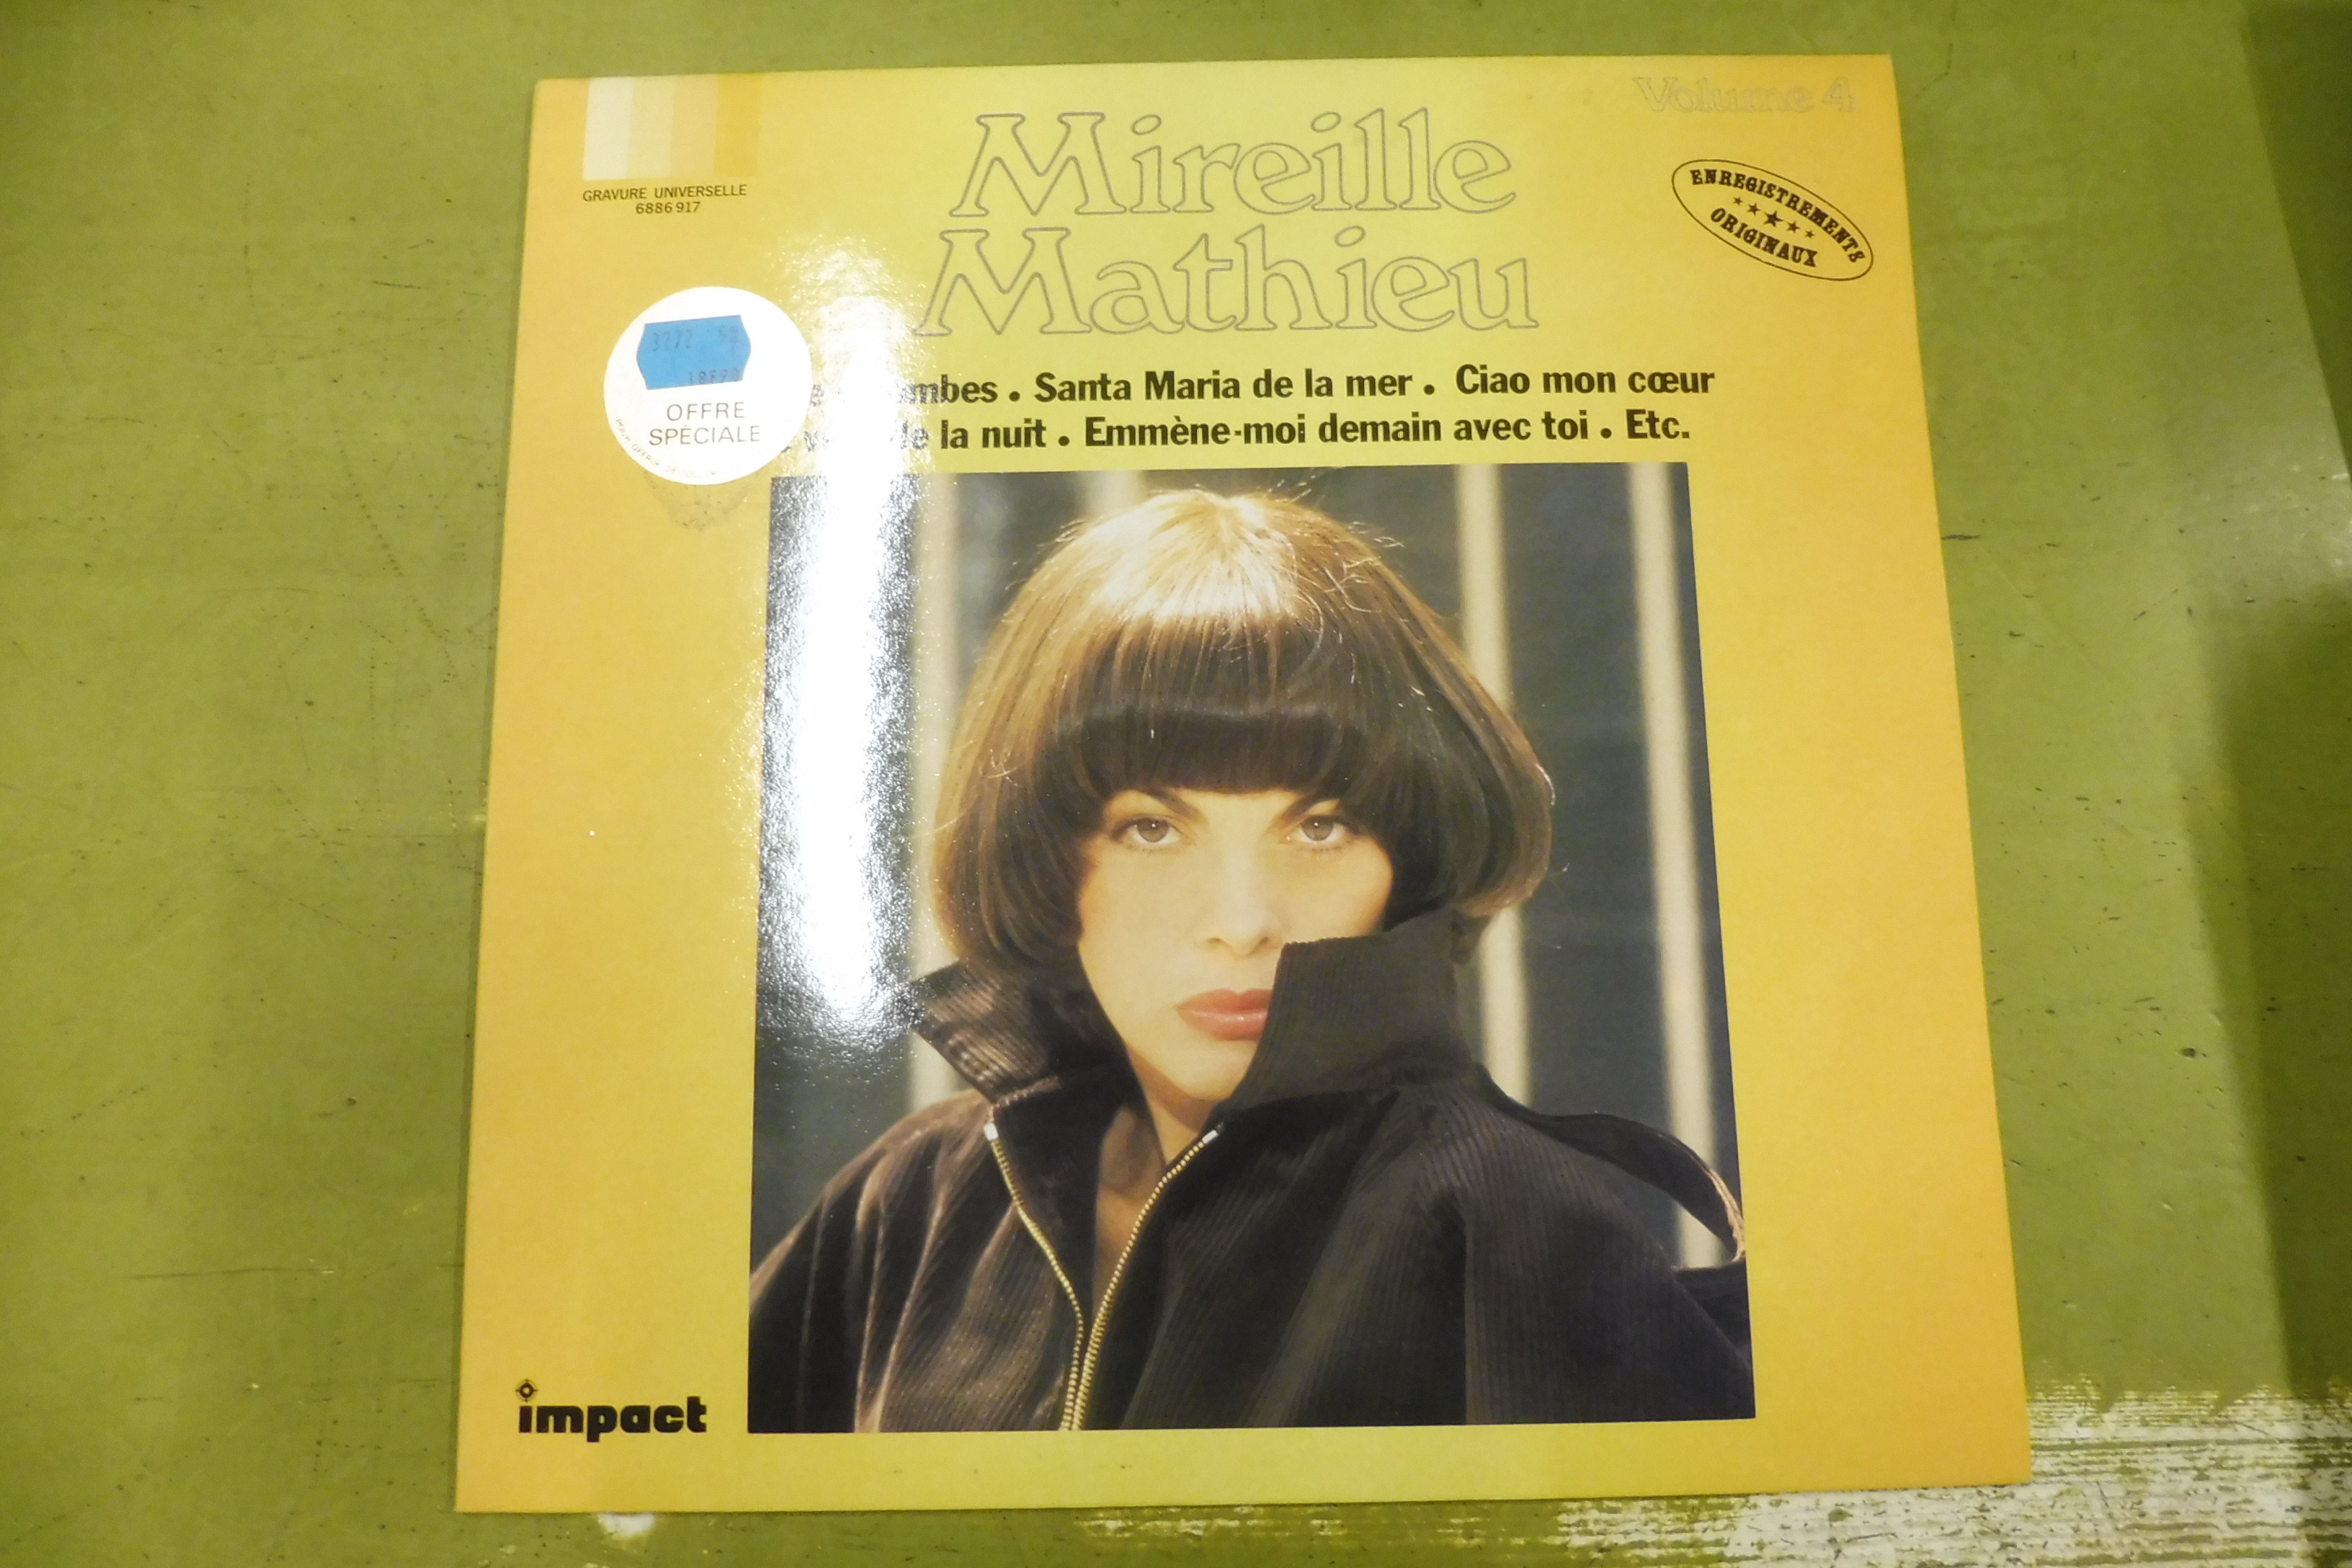 Volume 4
Mireille
Mathieu
GRAVURE UNIVERSELLE
6886 917
ENREGISTREMENTS
ORIGINAUX
OFFRE
SPÉCIALE
Santa Maria de la mer . Ciao mon cœur
de la nuit . Emmène-moi demain avec toi . Etc.
impact